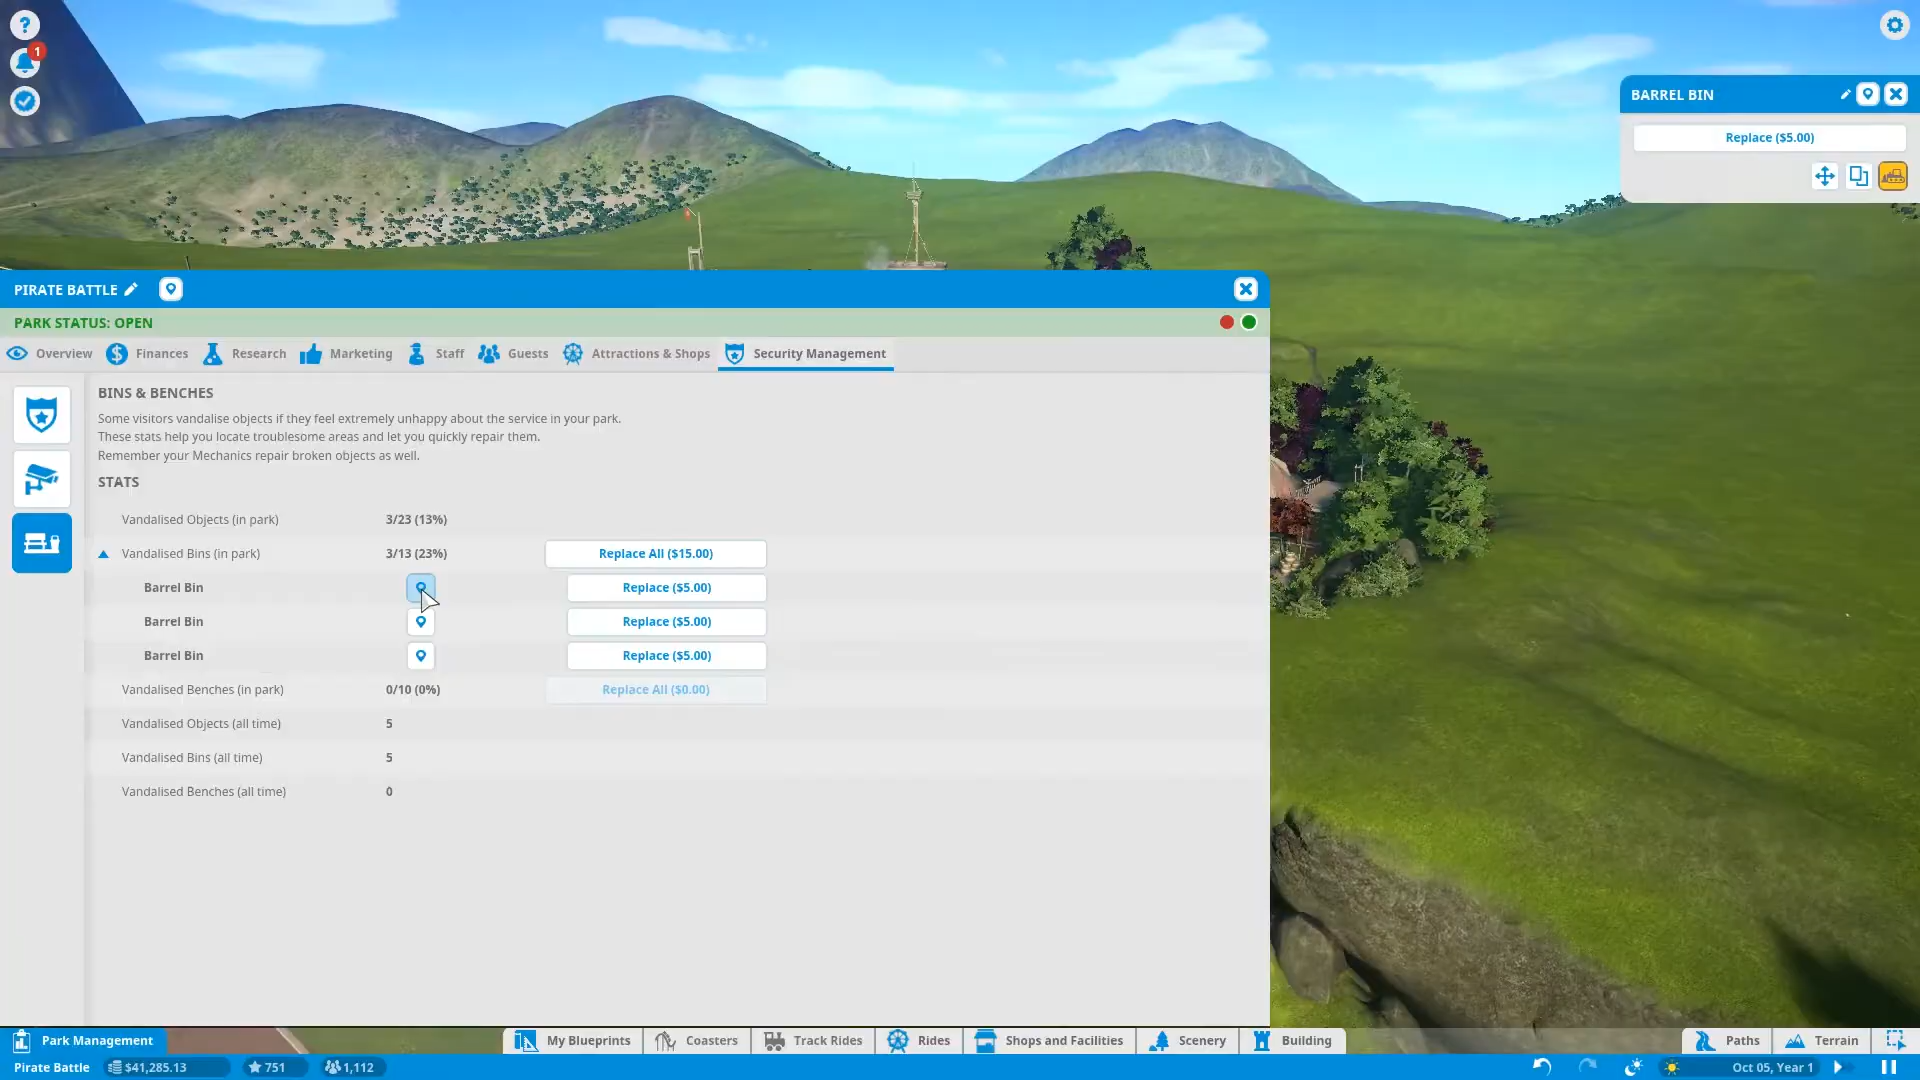 ?
1
BARREL BIN
Replace ($5.00)
PIRATE BATTLE
PARK STATUS: OPEN
Overview
Finances
Research
Marketing
Staff
Guests
Attractions & Shops
Security Management
BINS & BENCHES
Some visitors vandalise objects if they feel extremely unhappy about the service in your park.
These stats help you locate troublesome areas and let you quickly repair them.
Remember your Mechanics repair broken objects as well.
STATS
Vandalised Objects (in park) 3/23 (13%)
Vandalised Bins (in park) 3/13 (23%) Replace All ($15.00)
Barrel Bin Replace ($5.00)
Barrel Bin Replace ($5.00)
Barrel Bin Replace ($5.00)
Vandalised Benches (in park) 0/10 (0%) Replace All ($0.00)
Vandalised Objects (all time) 5
Vandalised Bins (all time) 5
Vandalised Benches (all time) 0
Park Management
My Blueprints
Coasters
Track Rides
Rides
Shops and Facilities
Scenery
Building
Paths
Terrain
Pirate Battle
$41,285.13
751
1,112
Oct 05, Year 1